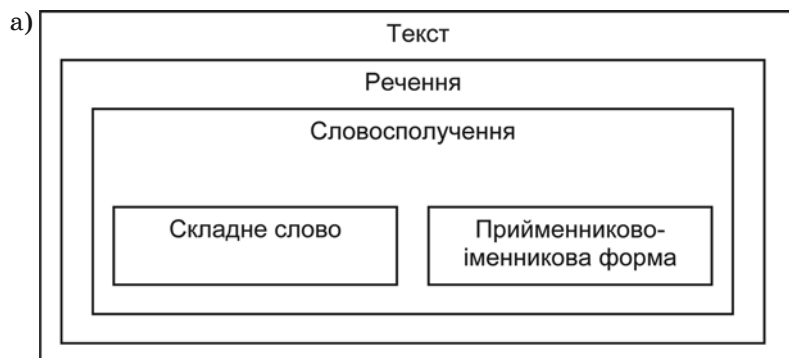 а)
Текст
Речення
Словосполучення
Складне слово
Прийменниково-
іменникова форма